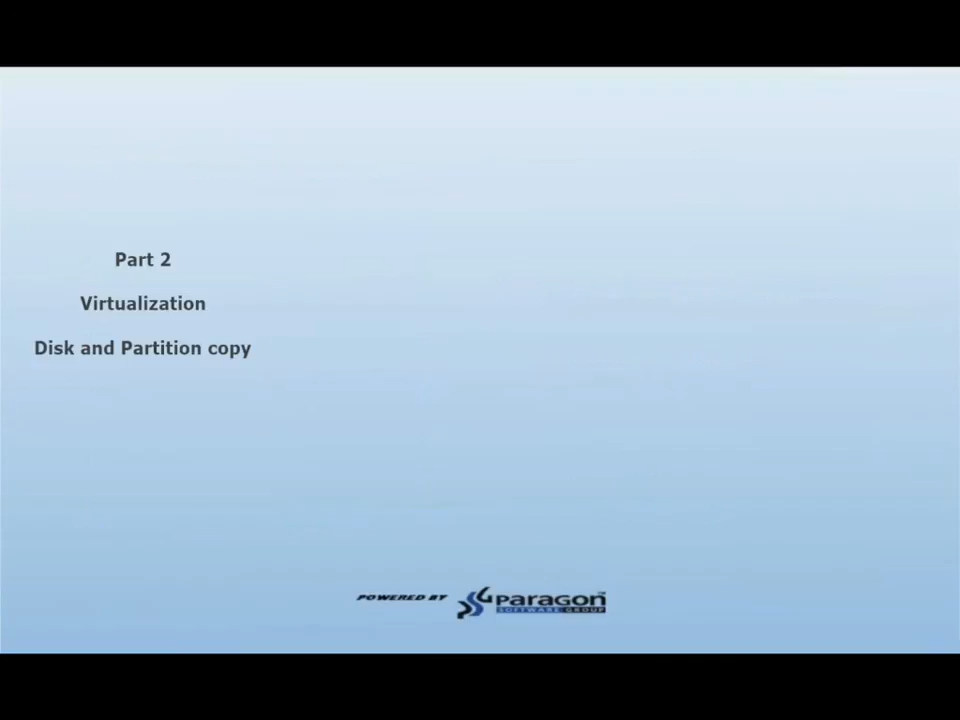 Part 2
Virtualization
Disk and Partition copy
POWERED BY
Paragon
SOFTWARE GROUP